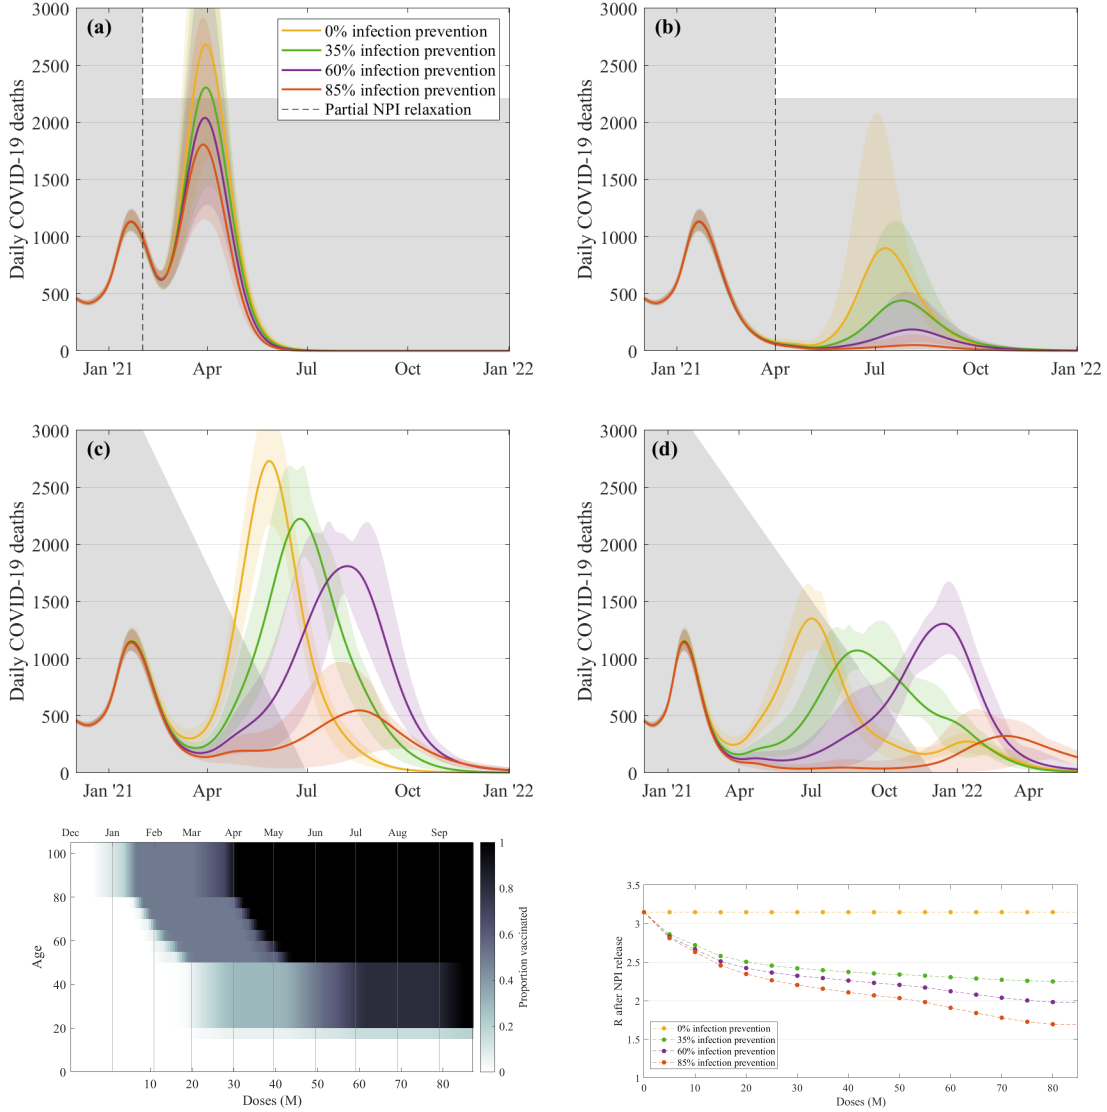 (a)
0% infection prevention
35% infection prevention
60% infection prevention
85% infection prevention
Partial NPI relaxation
Daily COVID-19 deaths
3000
2500
2000
1500
1000
500
0
Jan '21
Apr
Jul
Oct
Jan '22
(b)
Daily COVID-19 deaths
3000
2500
2000
1500
1000
500
0
Jan '21
Apr
Jul
Oct
Jan '22
(c)
Daily COVID-19 deaths
3000
2500
2000
1500
1000
500
0
Jan '21
Apr
Jul
Oct
Jan '22
(d)
Daily COVID-19 deaths
3000
2500
2000
1500
1000
500
0
Jan '21
Apr
Jul
Oct
Jan '22
Apr
Dec Jan Feb Mar Apr May Jun Jul Aug Sep
Age
100
80
60
40
20
0
10 20 30 40 50 60 70 80
Doses (M)
Proportion vaccinated
1
0.8
0.6
0.4
0.2
0
R after NPI release
3.5
3
2.5
2
1.5
1
0% infection prevention
35% infection prevention
60% infection prevention
85% infection prevention
0 10 20 30 40 50 60 70 80
Doses (M)